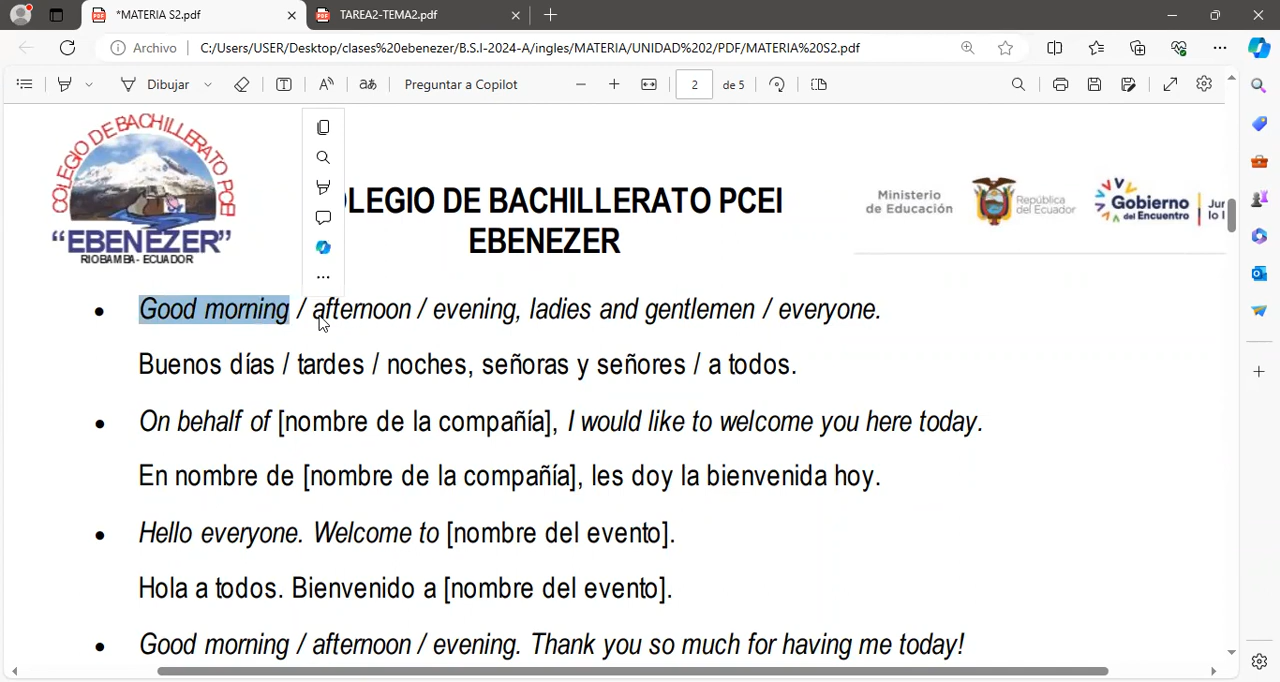 *MATERIA S2.pdf
TAREA2-TEMA2.pdf
Archivo
C:/Users/USER/Desktop/clases%20ebenezer/B.S.I-2024-A/ingles/MATERIA/UNIDAD%202/PDF/MATERIA%20S2.pdf
Dibujar
aあ
Preguntar a Copilot
2
de 5
COLEGIO DE BACHILLERATO PCEI
"EBENEZER"
RIOBAMBA - ECUADOR
OLEGIO DE BACHILLERATO PCEI
EBENEZER
Ministerio
de Educación
República
del Ecuador
Gobierno
del Encuentro
Jur
lo l
• Good morning / afternoon / evening, ladies and gentlemen / everyone.
Buenos días / tardes / noches, señoras y señores / a todos.
• On behalf of [nombre de la compañía], I would like to welcome you here today.
En nombre de [nombre de la compañía], les doy la bienvenida hoy.
• Hello everyone. Welcome to [nombre del evento].
Hola a todos. Bienvenido a [nombre del evento].
• Good morning / afternoon / evening. Thank you so much for having me today!